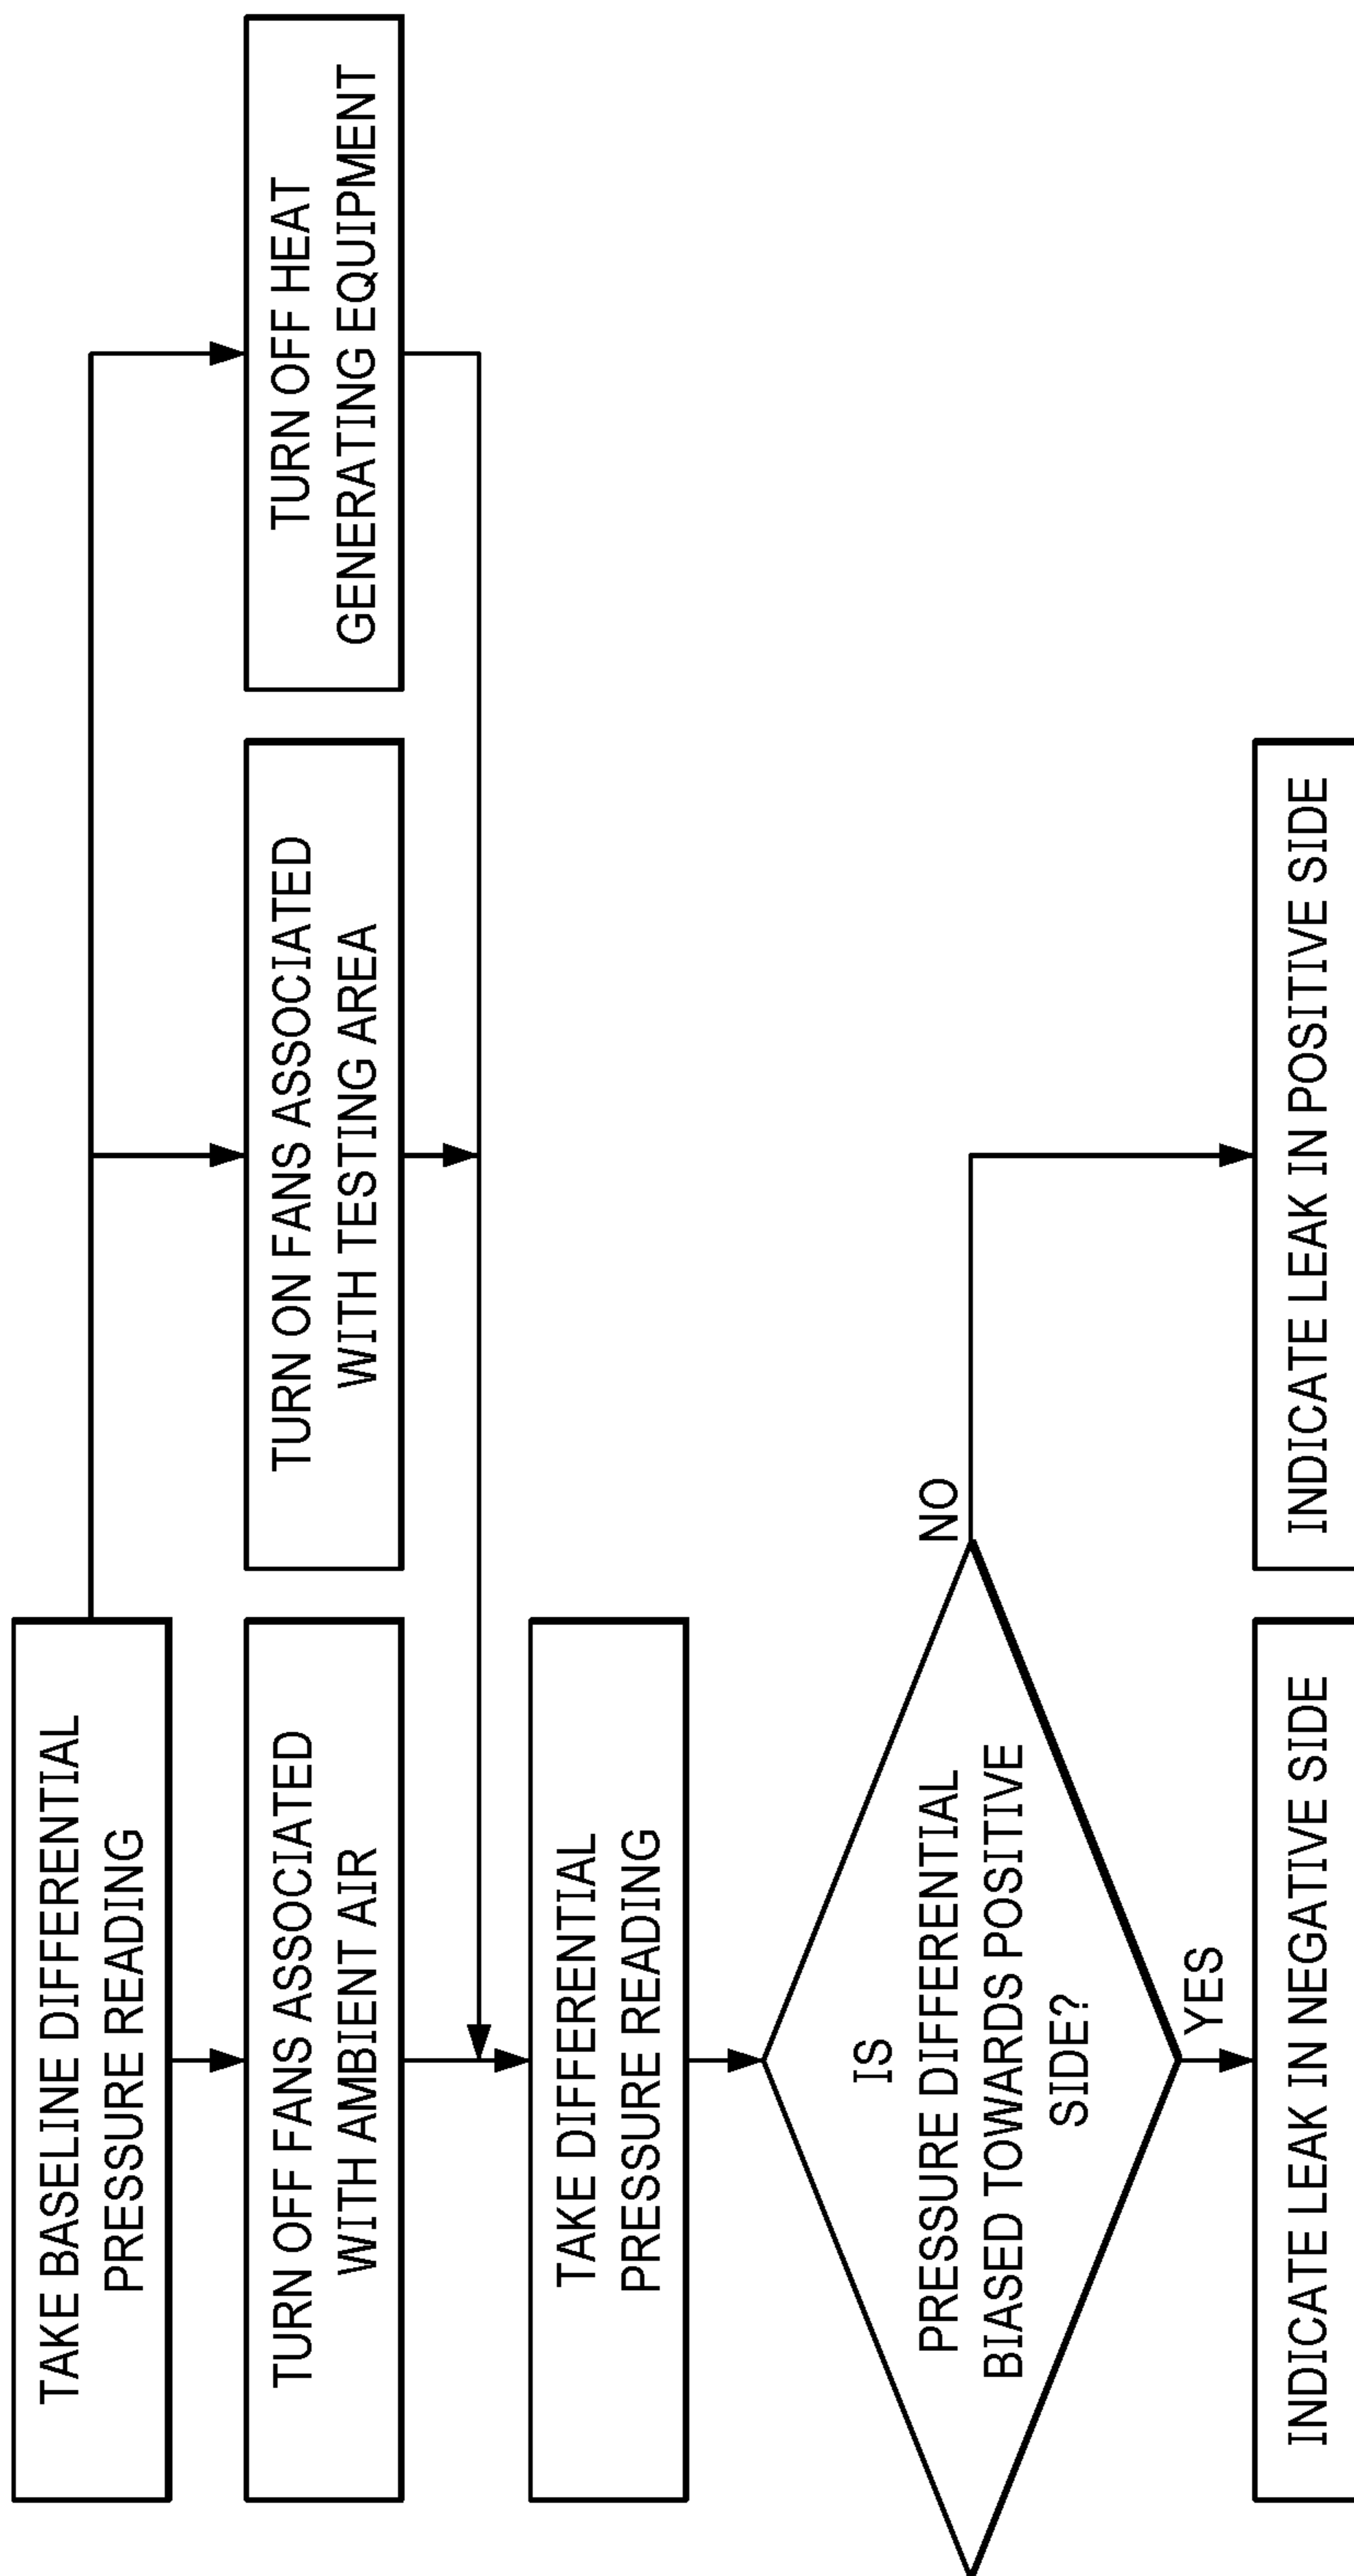 TAKE BASELINE DIFFERENTIAL
PRESSURE READING
TURN OFF FANS ASSOCIATED
WITH AMBIENT AIR
TURN ON FANS ASSOCIATED
WITH TESTING AREA
TURN OFF HEAT
GENERATING EQUIPMENT
TAKE DIFFERENTIAL
PRESSURE READING
IS
PRESSURE DIFFERENTIAL
BIASED TOWARDS POSITIVE
SIDE?
NO
YES
INDICATE LEAK IN NEGATIVE SIDE
INDICATE LEAK IN POSITIVE SIDE